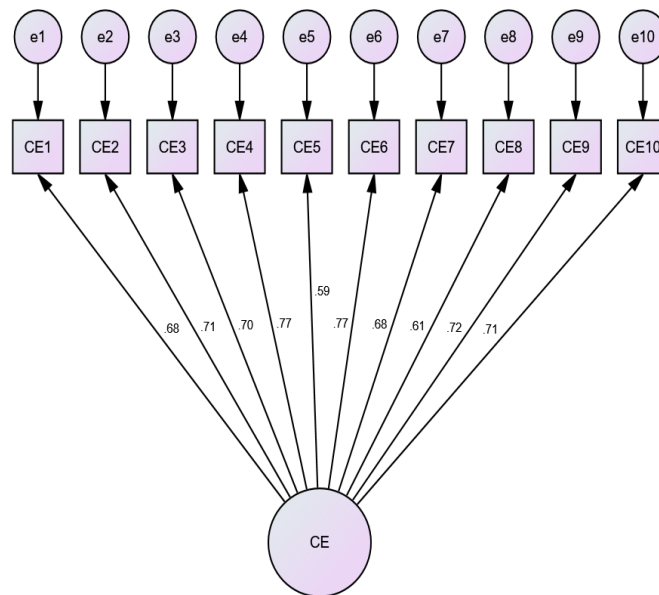 e1 e2 e3 e4 e5 e6 e7 e8 e9 e10
CE1 CE2 CE3 CE4 CE5 CE6 CE7 CE8 CE9 CE10
.68 .71 .70 .77 .59 .77 .68 .61 .72 .71
CE